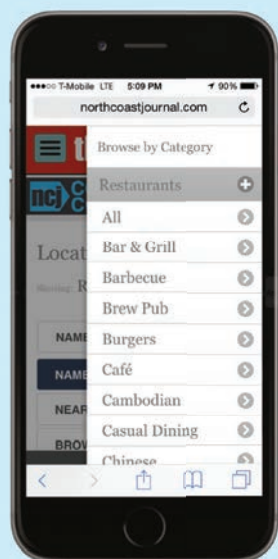 T-Mobile LTE 5:09 PM 90%
northcoastjournal.com
Browse by Category
ncj
Restaurants
All
Bar & Grill
Locat
Barbecue
Brew Pub
NAME
Burgers
NAME
Café
Cambodian
NEAR
Casual Dining
BROW
Chinese